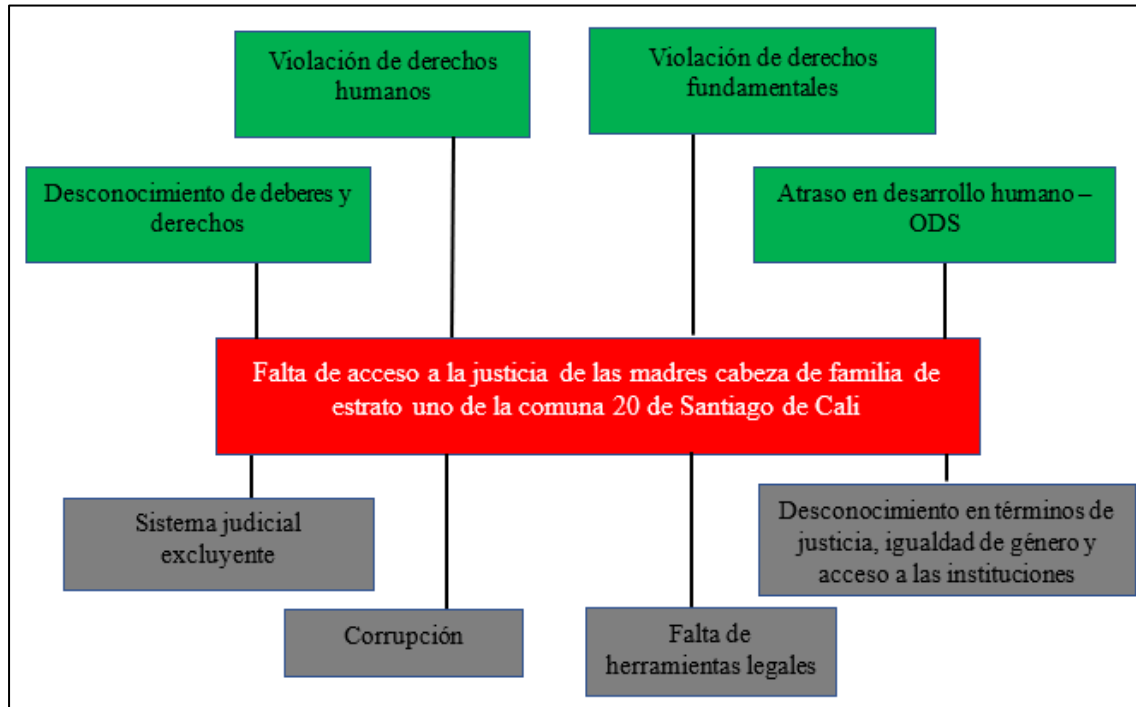 Violación de derechos
humanos
Violación de derechos
fundamentales
Desconocimiento de deberes y
derechos
Atraso en desarrollo humano –
ODS
Falta de acceso a la justicia de las madres cabeza de familia de
estrato uno de la comuna 20 de Santiago de Cali
Sistema judicial
excluyente
Desconocimiento en términos de
justicia, igualdad de género y
acceso a las instituciones
Corrupción
Falta de
herramientas legales